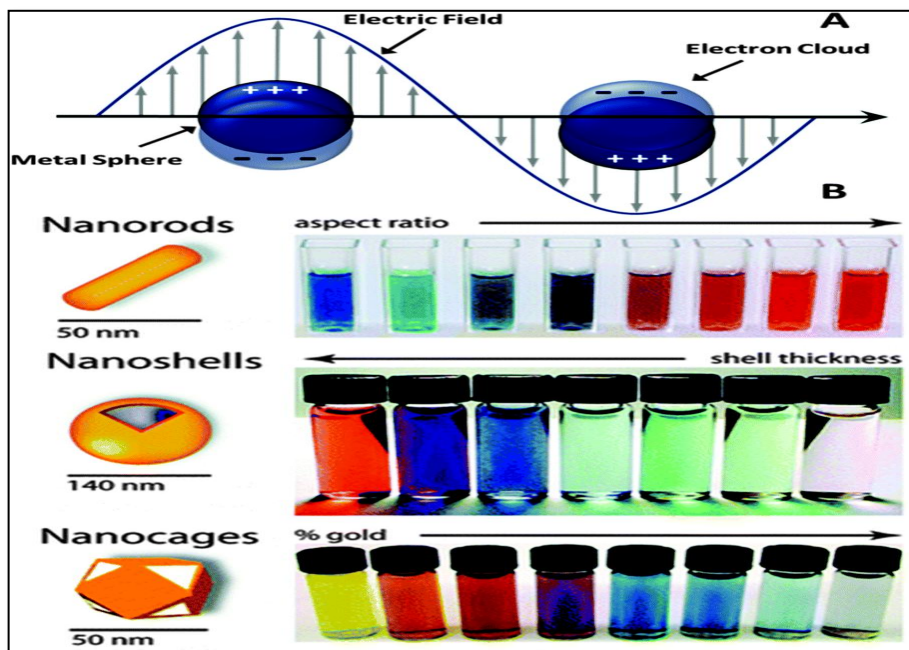 Electric Field
A
Electron Cloud
+ + +
- - -
Metal Sphere
- - -
+ + +
B
Nanorods
aspect ratio
50 nm
Nanoshells
shell thickness
140 nm
Nanocages
% gold
50 nm